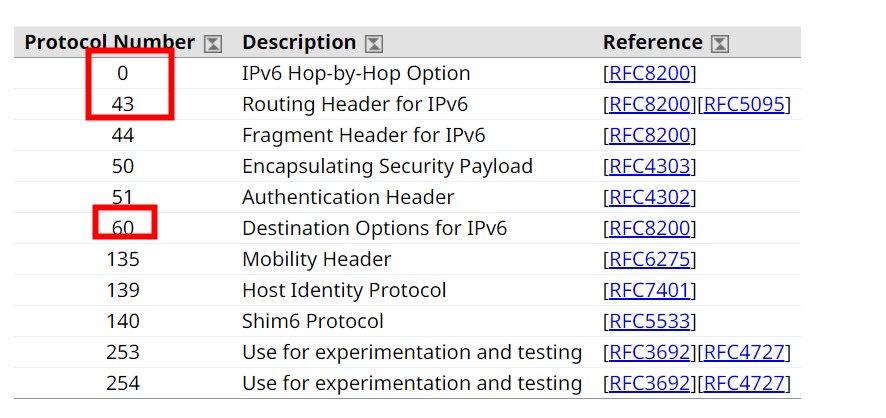 Protocol Number Description Reference
0 IPv6 Hop-by-Hop Option [RFC8200]
43 Routing Header for IPv6 [RFC8200][RFC5095]
44 Fragment Header for IPv6 [RFC8200]
50 Encapsulating Security Payload [RFC4303]
51 Authentication Header [RFC4302]
60 Destination Options for IPv6 [RFC8200]
135 Mobility Header [RFC6275]
139 Host Identity Protocol [RFC7401]
140 Shim6 Protocol [RFC5533]
253 Use for experimentation and testing [RFC3692][RFC4727]
254 Use for experimentation and testing [RFC3692][RFC4727]